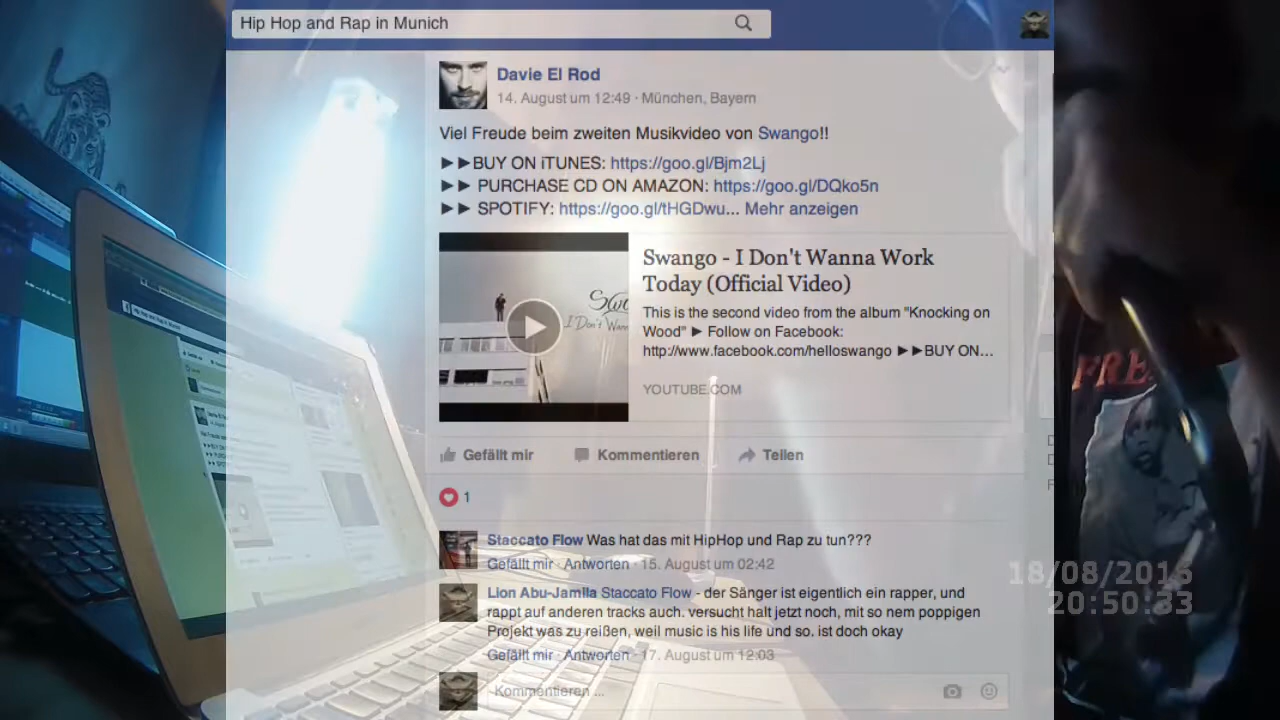 Hip Hop and Rap in Munich
Davie El Rod
14. August um 12:49 · München, Bayern
Viel Freude beim zweiten Musikvideo von Swango!!
►►BUY ON iTUNES: https://goo.gl/Bjm2Lj
►► PURCHASE CD ON AMAZON: https://goo.gl/DQko5n
►► SPOTIFY: https://goo.gl/tHGDwu... Mehr anzeigen
Swango - I Don't Wanna Work
Today (Official Video)
This is the second video from the album "Knocking on
Wood" ► Follow on Facebook:
http://www.facebook.com/helloswango ►►BUY ON...
YOUTUBE.COM
Gefällt mir Kommentieren Teilen
1
Staccato Flow Was hat das mit HipHop und Rap zu tun???
Gefällt mir · Antworten · 15. August um 02:42
Lion Abu-Jamila Staccato Flow - der Sänger ist eigentlich ein rapper, und
rappt auf anderen tracks auch. versucht halt jetzt noch, mit so nem poppigen
Projekt was zu reißen, weil music is his life und so. ist doch okay
Gefällt mir · Antworten · 17. August um 12:03
Kommentieren ...
FRE
18/08/2016
20:50:33